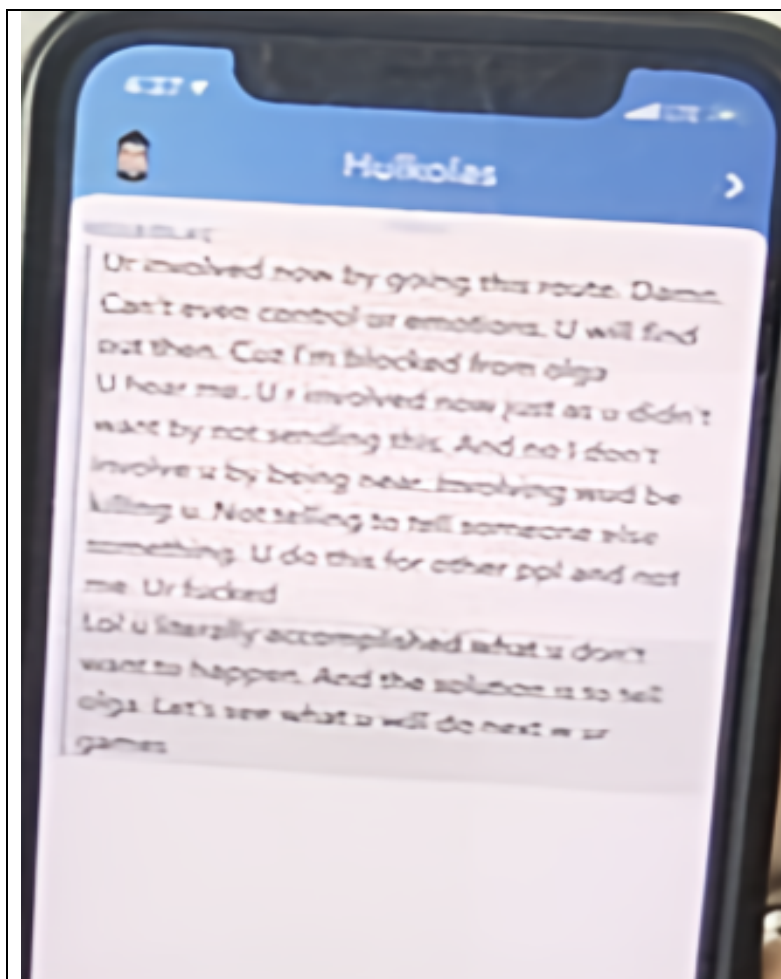 Ur involved now by going this route. Damn.
Can't even control ur emotions. U will find
out then. Coz I'm blocked from olga
U hear me. U r involved now just as u didn't
want by not sending this. And no I don't
involve u by being near. Involving wud be
killing u. Not telling to tell someone else
something. U do this for other ppl and not
me. Ur fucked
Lol u literally accomplished what u don't
want to happen. And the solution is to tell
olga. Let's see what u will do next w ur
games